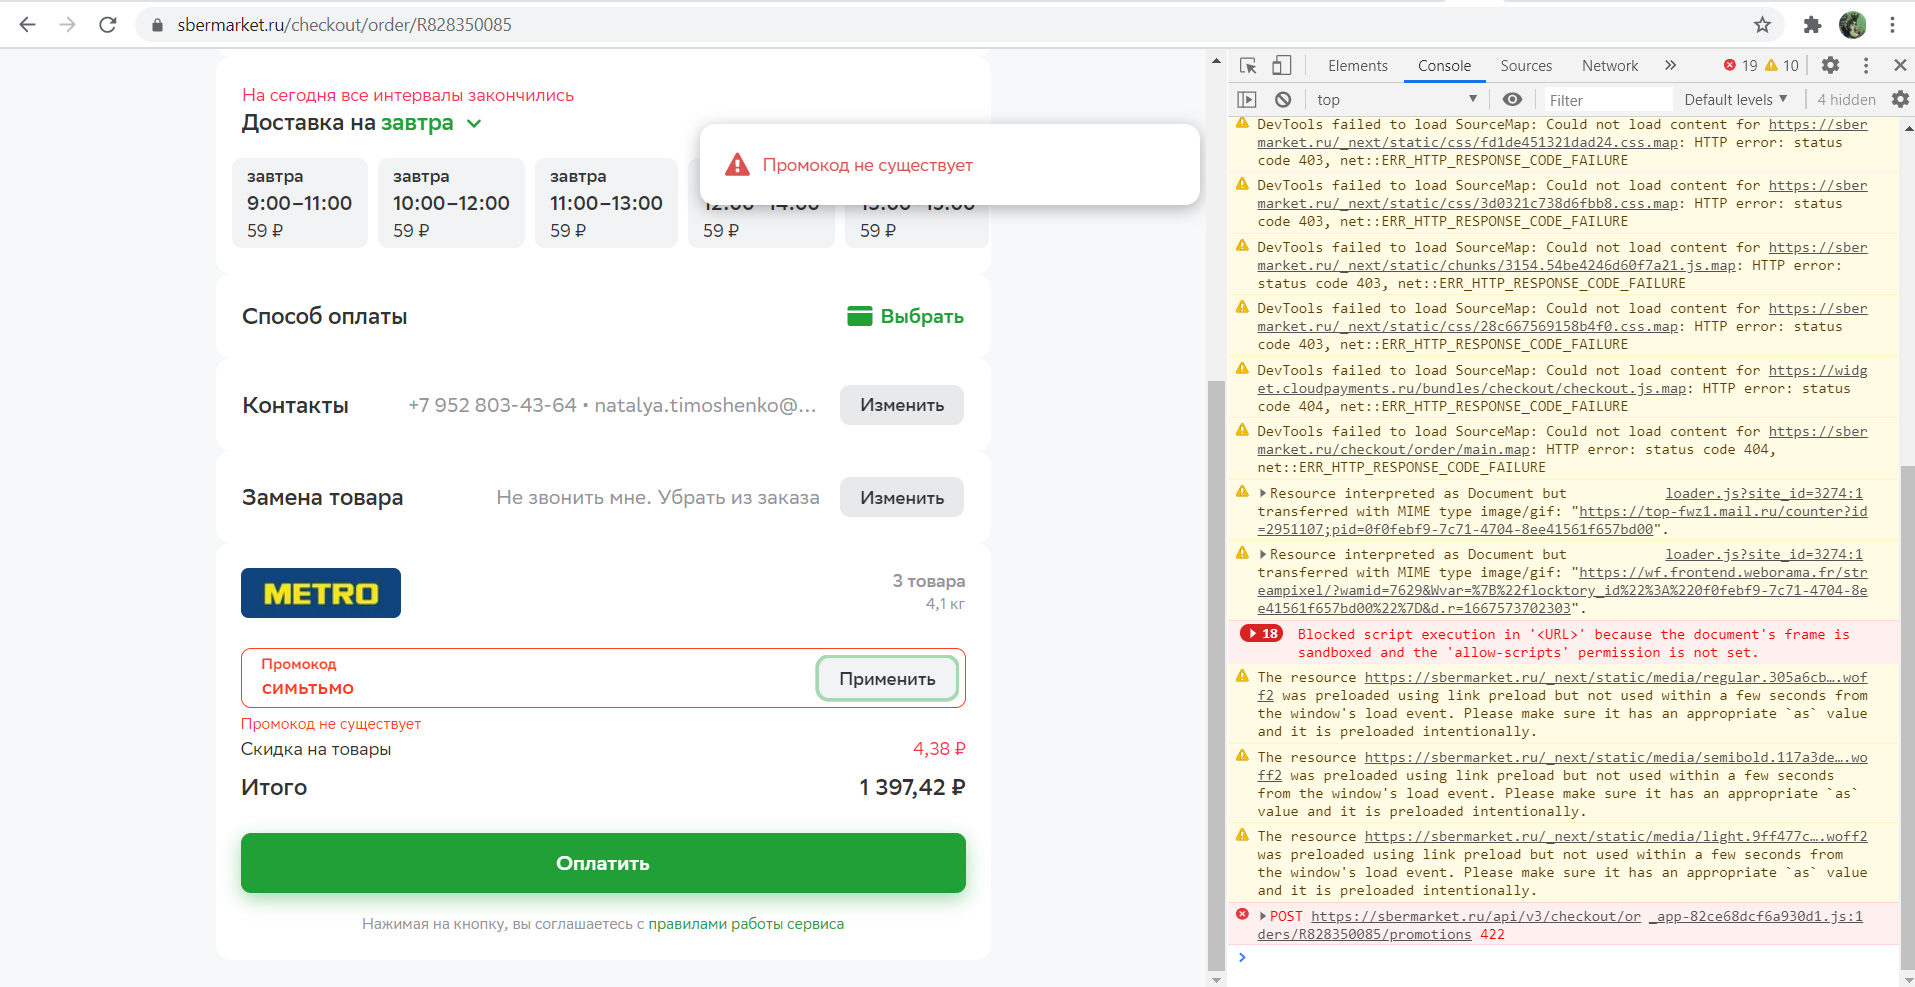 sbermarket.ru/checkout/order/R828350085
На сегодня все интервалы закончились
Доставка на завтра
завтра
9:00–11:00
59 ₽
завтра
10:00–12:00
59 ₽
завтра
11:00–13:00
59 ₽
59 ₽
59 ₽
Промокод не существует
Способ оплаты
Выбрать
Контакты
+7 952 803-43-64 • natalya.timoshenko@...
Изменить
Замена товара
Не звонить мне. Убрать из заказа
Изменить
METRO
3 товара
4,1 кг
Промокод
симьтьмо
Применить
Промокод не существует
Скидка на товары
4,38 ₽
Итого
1 397,42 ₽
Оплатить
Нажимая на кнопку, вы соглашаетесь с правилами работы сервиса
Elements Console Sources Network » 19 10
top Filter Default levels 4 hidden
DevTools failed to load SourceMap: Could not load content for https://sber
market.ru/_next/static/css/fd1de451321dad24.css.map: HTTP error: status
code 403, net::ERR_HTTP_RESPONSE_CODE_FAILURE
DevTools failed to load SourceMap: Could not load content for https://sber
market.ru/_next/static/css/3d0321c738d6fbb8.css.map: HTTP error: status
code 403, net::ERR_HTTP_RESPONSE_CODE_FAILURE
DevTools failed to load SourceMap: Could not load content for https://sber
market.ru/_next/static/chunks/3154.54be4246d60f7a21.js.map: HTTP error:
status code 403, net::ERR_HTTP_RESPONSE_CODE_FAILURE
DevTools failed to load SourceMap: Could not load content for https://sber
market.ru/_next/static/css/28c667569158b4f0.css.map: HTTP error: status
code 403, net::ERR_HTTP_RESPONSE_CODE_FAILURE
DevTools failed to load SourceMap: Could not load content for https://widg
et.cloudpayments.ru/bundles/checkout/checkout.js.map: HTTP error: status
code 404, net::ERR_HTTP_RESPONSE_CODE_FAILURE
DevTools failed to load SourceMap: Could not load content for https://sber
market.ru/checkout/order/main.map: HTTP error: status code 404,
net::ERR_HTTP_RESPONSE_CODE_FAILURE
Resource interpreted as Document but loader.js?site_id=3274:1
transferred with MIME type image/gif: "https://top-fwz1.mail.ru/counter?id
=2951107;pid=0f0febf9-7c71-4704-8ee41561f657bd00".
Resource interpreted as Document but loader.js?site_id=3274:1
transferred with MIME type image/gif: "https://wf.frontend.weborama.fr/str
eampixel/?wamid=7629&Wvar=%7B%22flocktory_id%22%3A%220f0febf9-7c71-4704-8e
e41561f657bd00%22%7D&d.r=1667573702303".
18 Blocked script execution in '<URL>' because the document's frame is
sandboxed and the 'allow-scripts' permission is not set.
The resource https://sbermarket.ru/_next/static/media/regular.305a6cb….wof
f2 was preloaded using link preload but not used within a few seconds from
the window's load event. Please make sure it has an appropriate `as` value
and it is preloaded intentionally.
The resource https://sbermarket.ru/_next/static/media/semibold.117a3de….wo
ff2 was preloaded using link preload but not used within a few seconds
from the window's load event. Please make sure it has an appropriate `as`
value and it is preloaded intentionally.
The resource https://sbermarket.ru/_next/static/media/light.9ff477c….woff2
was preloaded using link preload but not used within a few seconds from
the window's load event. Please make sure it has an appropriate `as` value
and it is preloaded intentionally.
POST https://sbermarket.ru/api/v3/checkout/or _app-82ce68dcf6a930d1.js:1
ders/R828350085/promotions 422